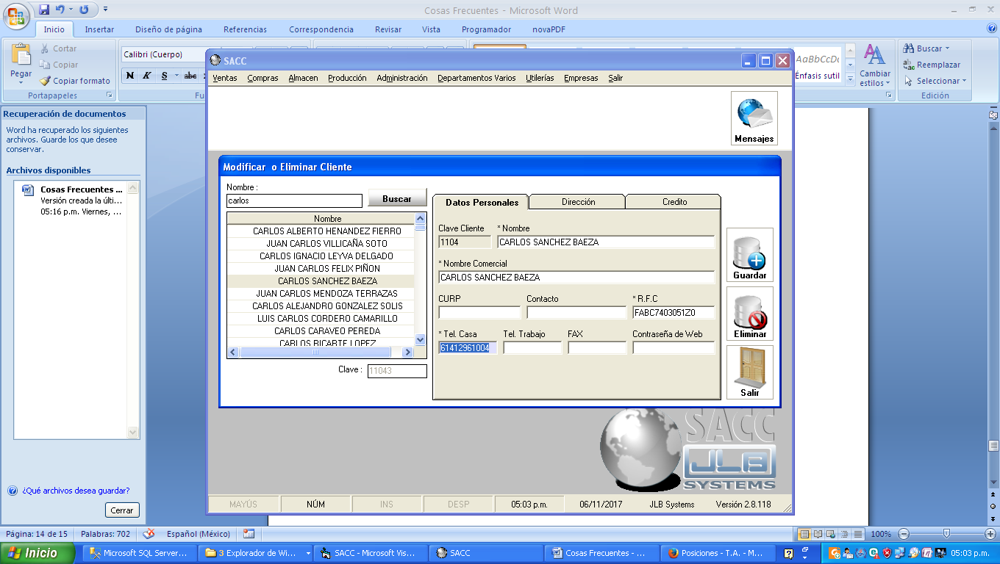 Cosas Frecuentes - Microsoft Word
Inicio Insertar Diseño de página Referencias Correspondencia Revisar Vista Programador novaPDF
Pegar
Cortar
Copiar
Copiar formato
Portapapeles
Calibri (Cuerpo)
N K S abc
Fu
AaBbCcDc
Énfasis sutil
Cambiar estilos
Buscar
Reemplazar
Seleccionar
Edición
Recuperación de documentos
Word ha recuperado los siguientes
archivos. Guarde los que desee
conservar.
Archivos disponibles
Cosas Frecuentes ...
Versión creada la últi...
05:16 p.m. Viernes, ...
¿Qué archivos desea guardar?
Cerrar
SACC
Ventas Compras Almacen Producción Administración Departamentos Varios Utilerías Empresas Salir
Mensajes
Modificar o Eliminar Cliente
Nombre :
carlos
Buscar
Nombre
CARLOS ALBERTO HENANDEZ FIERRO
JUAN CARLOS VILLICAÑA SOTO
CARLOS IGNACIO LEYVA DELGADO
JUAN CARLOS FELIX PIÑON
CARLOS SANCHEZ BAEZA
JUAN CARLOS MENDOZA TERRAZAS
CARLOS ALEJANDRO GONZALEZ SOLIS
LUIS CARLOS CORDERO CAMARILLO
CARLOS CARAVEO PEREDA
CARLOS RICARTE LOPEZ
Clave : 11043
Datos Personales Dirección Credito
Clave Cliente * Nombre
1104 CARLOS SANCHEZ BAEZA
* Nombre Comercial
CARLOS SANCHEZ BAEZA
CURP Contacto * R.F.C
FABC7403051Z0
* Tel. Casa Tel. Trabajo FAX Contraseña de Web
61412961004
Guardar
Eliminar
Salir
SACC
JLB
SYSTEMS
MAYÚS NÚM INS DESP 05:03 p.m. 06/11/2017 JLB Systems Versión 2.8.118
Página: 14 de 15 Palabras: 702 Español (México) 100%
Inicio Microsoft SQL Server... 3 Explorador de Wi... SACC - Microsoft Vis... SACC Cosas Frecuentes - ... Posiciones - T.A. - M... 05:03 p.m.